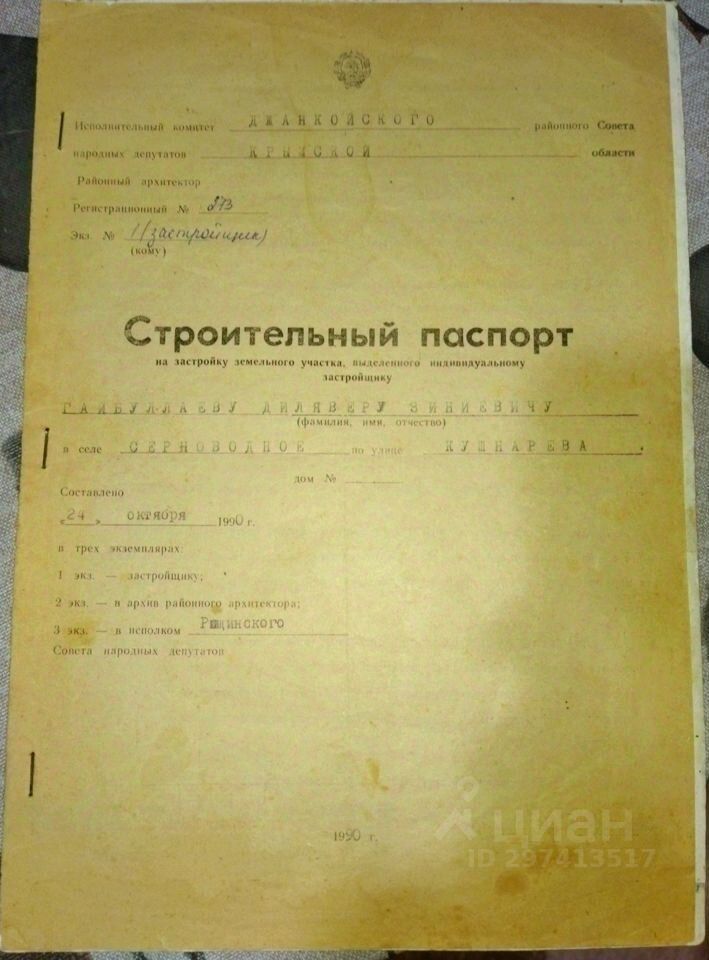 Исполнительный комитет ДЖАНКОЙСКОГО районного Совета
народных депутатов КРЫМСКОЙ области
Районный архитектор
Регистрационный № 273
Экз. № 1 (застройщик)
(кому)
Строительный паспорт
на застройку земельного участка, выделенного индивидуальному
застройщику
ГАЙБУЛЛАЕВУ ДИЛЯВЕРУ ЗИНИЕВИЧУ
(фамилия, имя, отчество)
в селе СЕРНОВОДНОЕ по улице КУШНАРЕВА
дом №
Составлено
«24» октября 1990 г.
в трех экземплярах:
1 экз. — застройщику;
2 экз. — в архив районного архитектора;
3 экз. — в исполком Рощинского
Совета народных депутатов
1990 г.
циан
ID 297413517